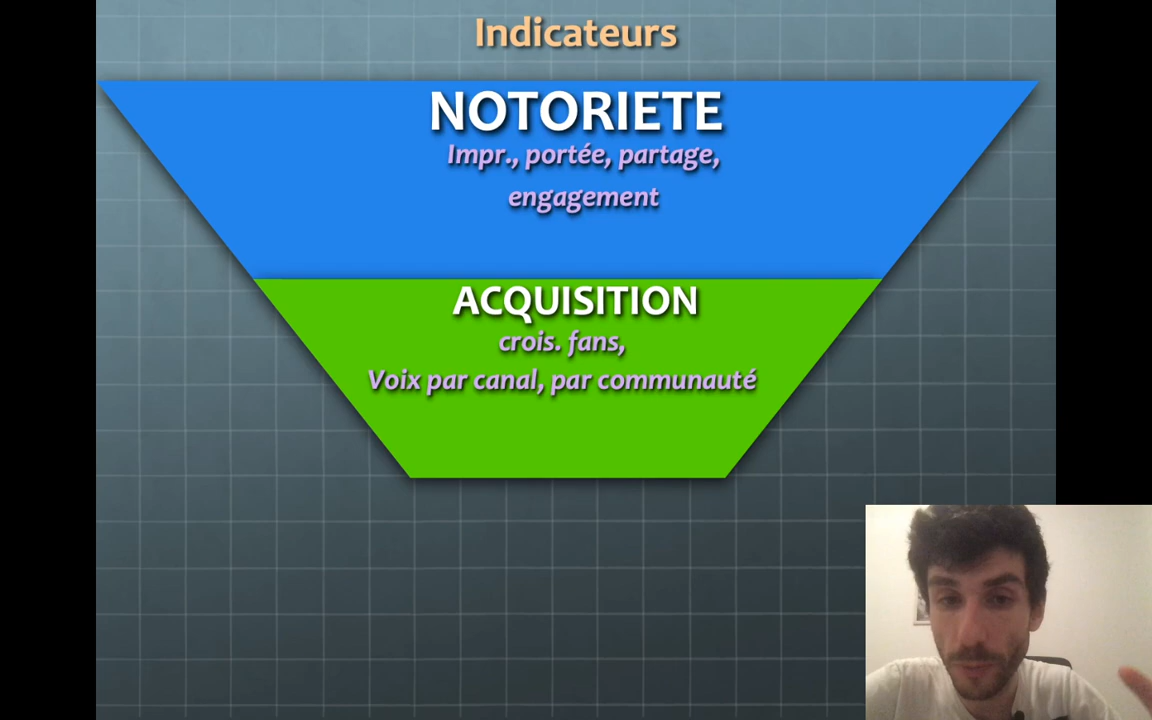 Indicateurs
NOTORIETE
Impr., portée, partage,
engagement
ACQUISITION
crois. fans,
Voix par canal, par communauté